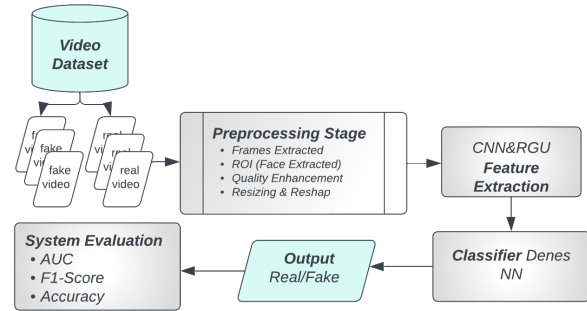 Video
Dataset
fake
video
real
video
Preprocessing Stage
• Frames Extracted
• ROI (Face Extracted)
• Quality Enhancement
• Resizing & Reshap
CNN&RGU
Feature
Extraction
Classifier Denes
NN
Output
Real/Fake
System Evaluation
• AUC
• F1-Score
• Accuracy